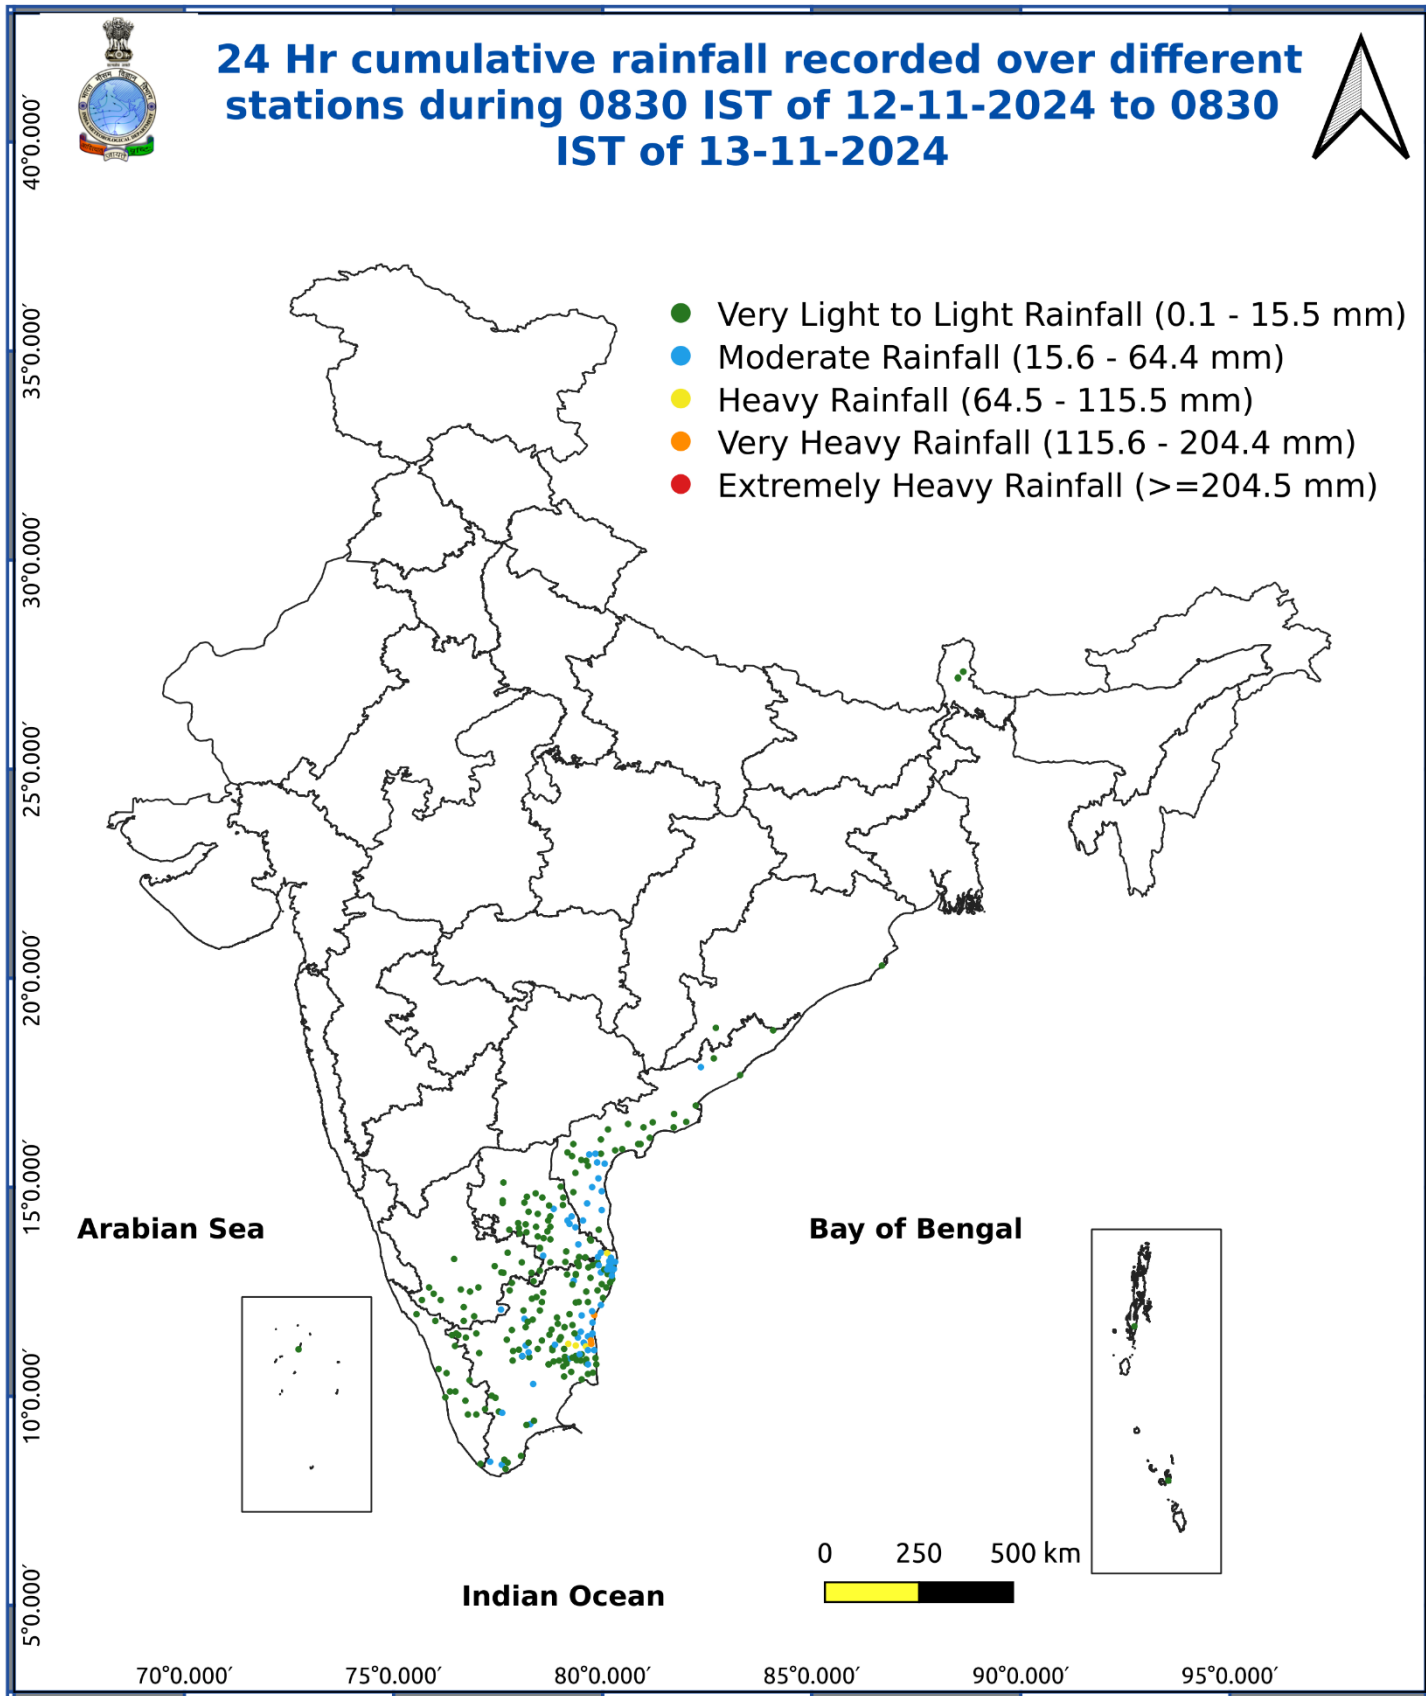 24 Hr cumulative rainfall recorded over different
stations during 0830 IST of 12-11-2024 to 0830
IST of 13-11-2024
Very Light to Light Rainfall (0.1 - 15.5 mm)
Moderate Rainfall (15.6 - 64.4 mm)
Heavy Rainfall (64.5 - 115.5 mm)
Very Heavy Rainfall (115.6 - 204.4 mm)
Extremely Heavy Rainfall (>=204.5 mm)
40°0.000′
35°0.000′
30°0.000′
25°0.000′
20°0.000′
15°0.000′
10°0.000′
5°0.000′
Arabian Sea
Bay of Bengal
Indian Ocean
0 250 500 km
70°0.000′ 75°0.000′ 80°0.000′ 85°0.000′ 90°0.000′ 95°0.000′